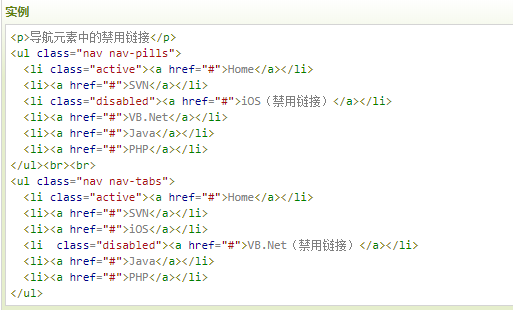 实例
<p>导航元素中的禁用链接</p>
<ul class="nav nav-pills">
  <li class="active"><a href="#">Home</a></li>
  <li><a href="#">SVN</a></li>
  <li class="disabled"><a href="#">iOS（禁用链接）</a></li>
  <li><a href="#">VB.Net</a></li>
  <li><a href="#">Java</a></li>
  <li><a href="#">PHP</a></li>
</ul><br><br>
<ul class="nav nav-tabs">
  <li class="active"><a href="#">Home</a></li>
  <li><a href="#">SVN</a></li>
  <li><a href="#">iOS</a></li>
  <li  class="disabled"><a href="#">VB.Net（禁用链接）</a></li>
  <li><a href="#">Java</a></li>
  <li><a href="#">PHP</a></li>
</ul>